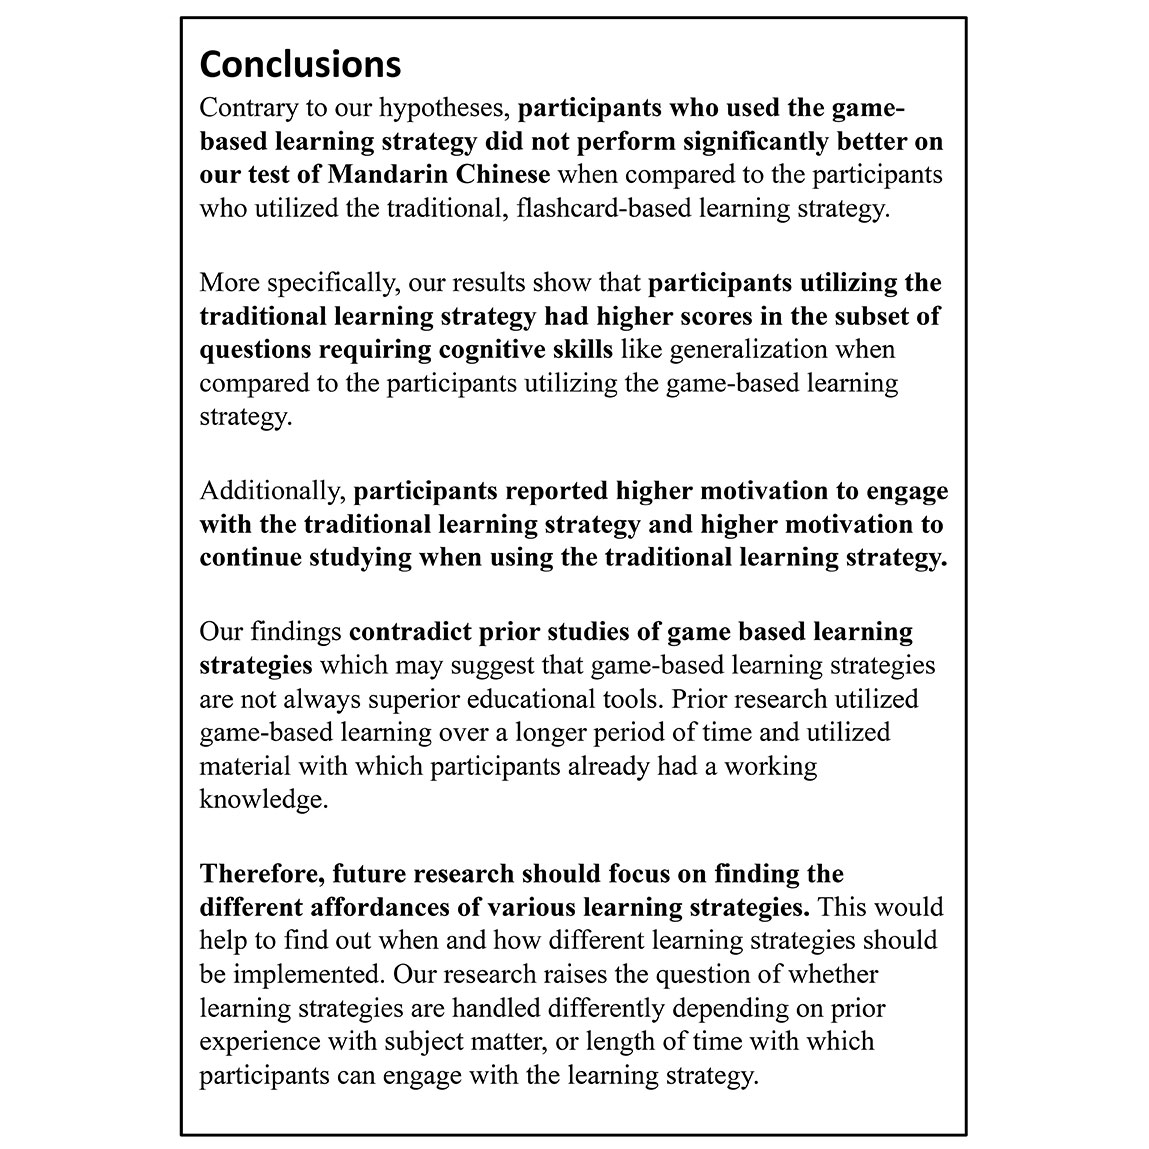 Conclusions
Contrary to our hypotheses, participants who used the game-
based learning strategy did not perform significantly better on
our test of Mandarin Chinese when compared to the participants
who utilized the traditional, flashcard-based learning strategy.
More specifically, our results show that participants utilizing the
traditional learning strategy had higher scores in the subset of
questions requiring cognitive skills like generalization when
compared to the participants utilizing the game-based learning
strategy.
Additionally, participants reported higher motivation to engage
with the traditional learning strategy and higher motivation to
continue studying when using the traditional learning strategy.
Our findings contradict prior studies of game based learning
strategies which may suggest that game-based learning strategies
are not always superior educational tools. Prior research utilized
game-based learning over a longer period of time and utilized
material with which participants already had a working
knowledge.
Therefore, future research should focus on finding the
different affordances of various learning strategies. This would
help to find out when and how different learning strategies should
be implemented. Our research raises the question of whether
learning strategies are handled differently depending on prior
experience with subject matter, or length of time with which
participants can engage with the learning strategy.